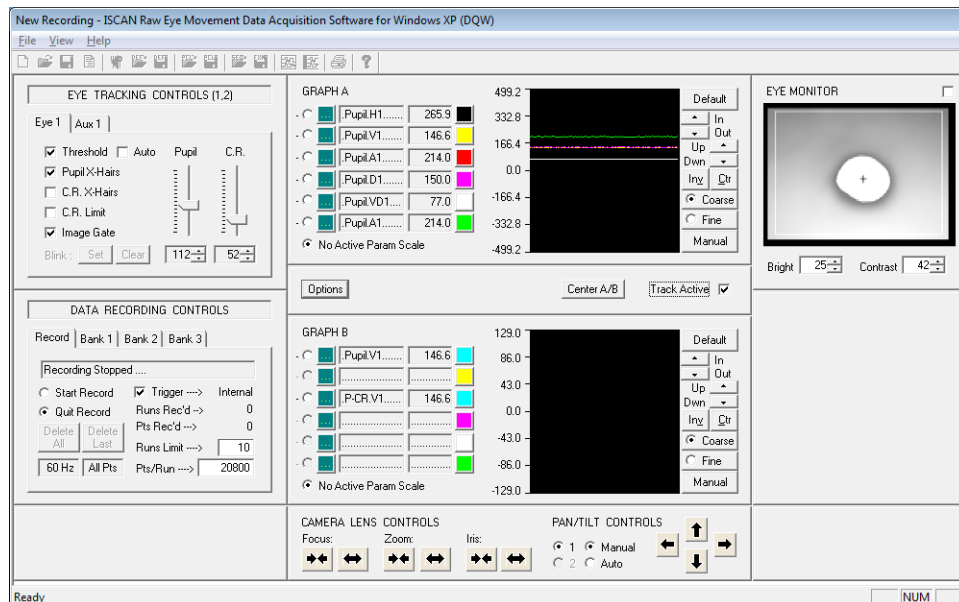 New Recording - ISCAN Raw Eye Movement Data Acquisition Software for Windows XP (DQW)
File View Help
EYE TRACKING CONTROLS (1,2)
Eye 1 Aux 1
Threshold Auto Pupil C.R.
Pupil X-Hairs
C.R. X-Hairs
C.R. Limit
Image Gate
Blink : Set Clear 112 52
DATA RECORDING CONTROLS
Record Bank 1 Bank 2 Bank 3
Recording Stopped ....
Start Record Trigger ----> Internal
Quit Record Runs Rec'd --> 0
Delete All Delete Last Pts Rec'd ---> 0
Runs Limit ----> 10
60 Hz All Pts Pts/Run ----> 20800
GRAPH A
.Pupil.H1....... 265.9
.Pupil.V1....... 146.6
.Pupil.A1....... 214.0
.Pupil.D1....... 150.0
.Pupil.VD1.... 77.0
.Pupil.A1....... 214.0
No Active Param Scale
499.2
332.8
166.4
0.0
-166.4
-332.8
-499.2
Default
In
Out
Up
Dwn
Inv Ctr
Coarse
Fine
Manual
Options Center A/B Track Active
GRAPH B
.Pupil.V1....... 146.6
.P-CR.V1....... 146.6
No Active Param Scale
129.0
86.0
43.0
0.0
-43.0
-86.0
-129.0
Default
In
Out
Up
Dwn
Inv Ctr
Coarse
Fine
Manual
CAMERA LENS CONTROLS
Focus: Zoom: Iris:
PAN/TILT CONTROLS
1 Manual
2 Auto
EYE MONITOR
Bright 25 Contrast 42
Ready NUM